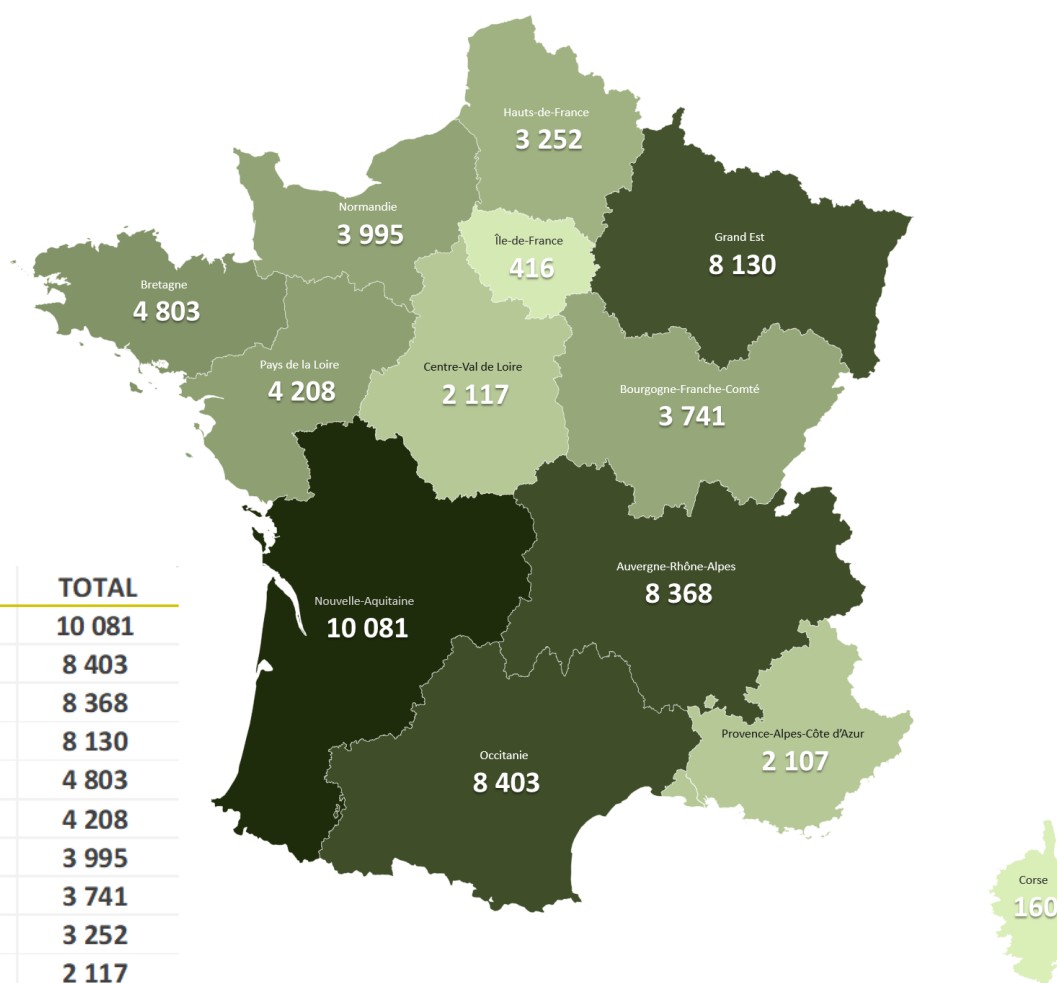 Hauts-de-France
3 252
Normandie
3 995
Île-de-France
416
Grand Est
8 130
Bretagne
4 803
Pays de la Loire
4 208
Centre-Val de Loire
2 117
Bourgogne-Franche-Comté
3 741
Auvergne-Rhône-Alpes
8 368
Nouvelle-Aquitaine
10 081
Occitanie
8 403
Provence-Alpes-Côte d'Azur
2 107
Corse
160
TOTAL
10 081
8 403
8 368
8 130
4 803
4 208
3 995
3 741
3 252
2 117